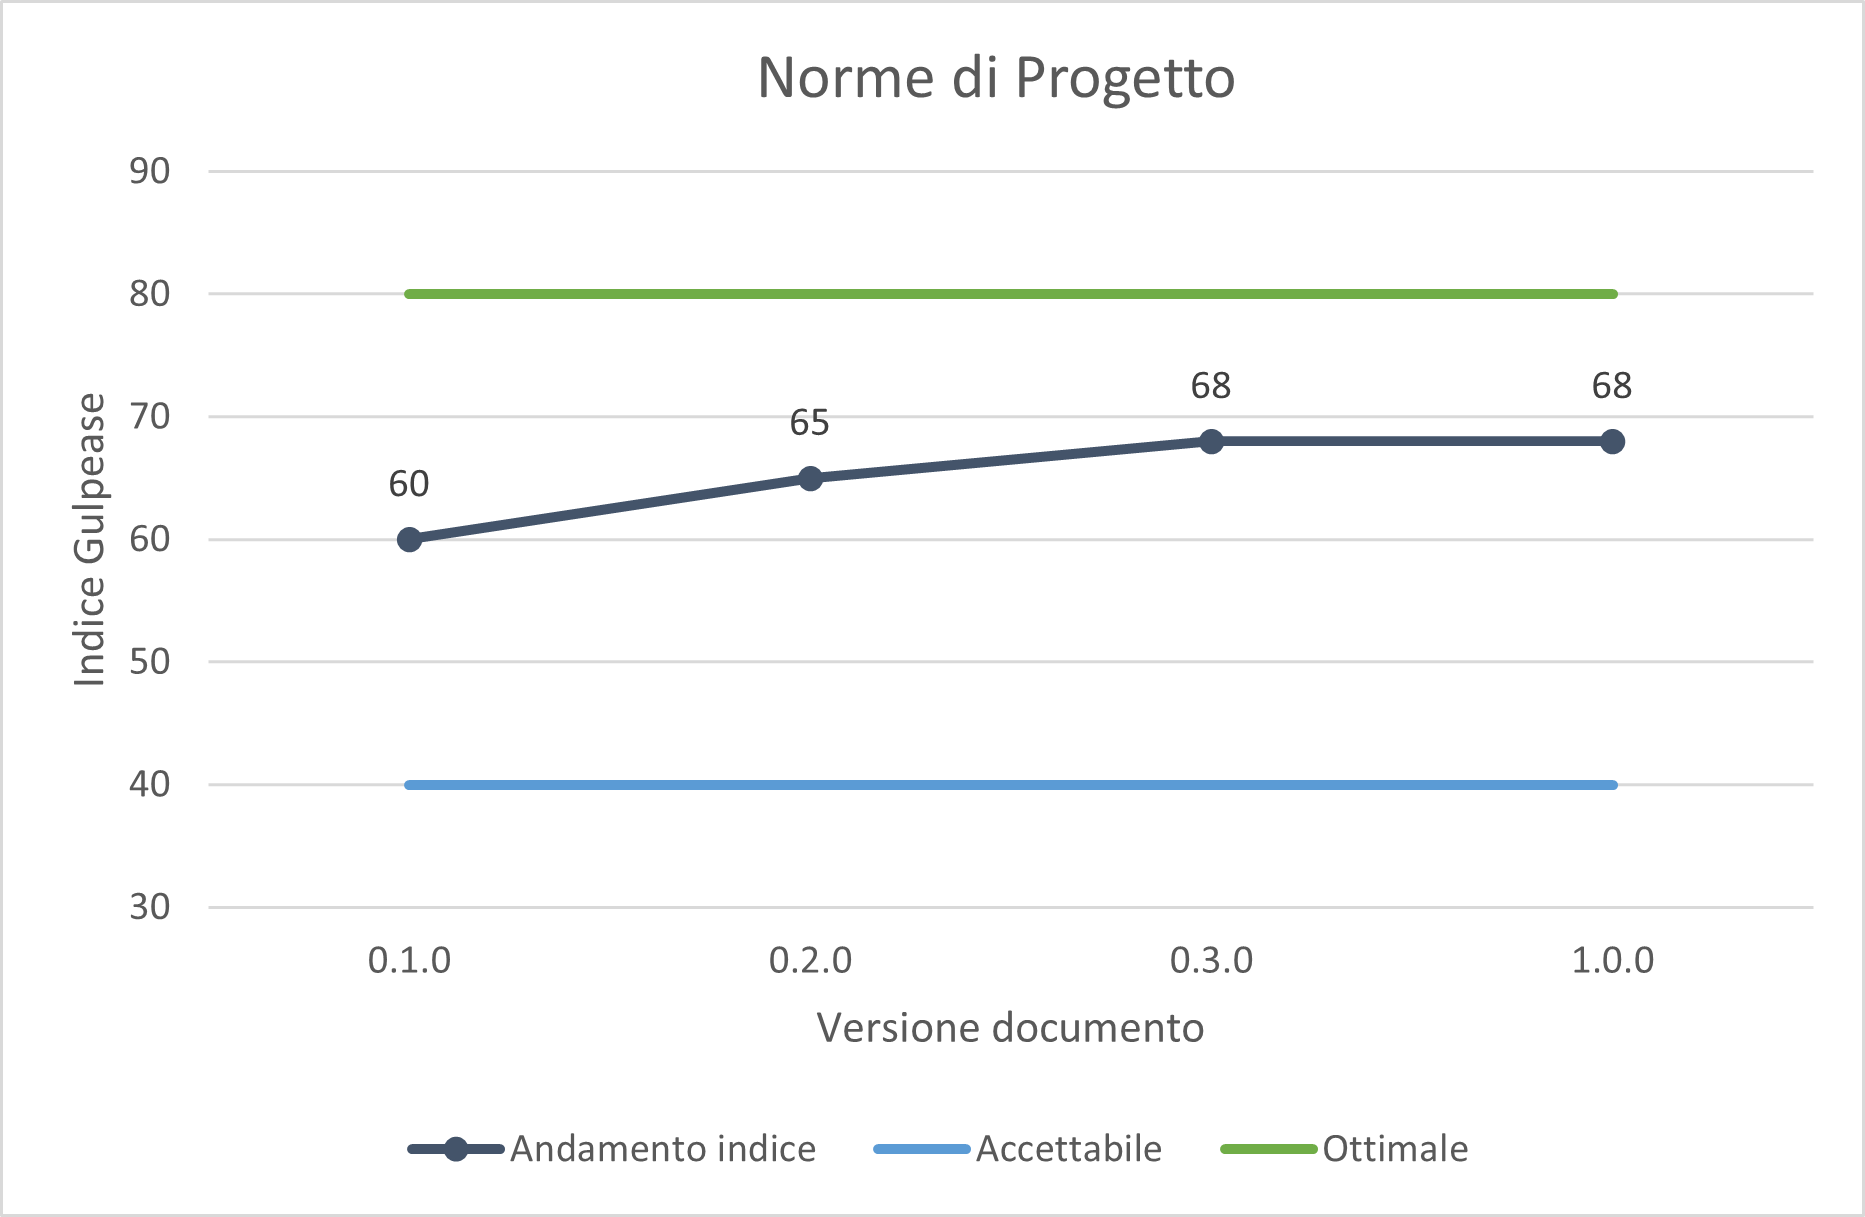 Norme di Progetto
90
80
70
60
50
40
30
Indice Gulpease
60
65
68
68
0.1.0 0.2.0 0.3.0 1.0.0
Versione documento
Andamento indice Accettabile Ottimale